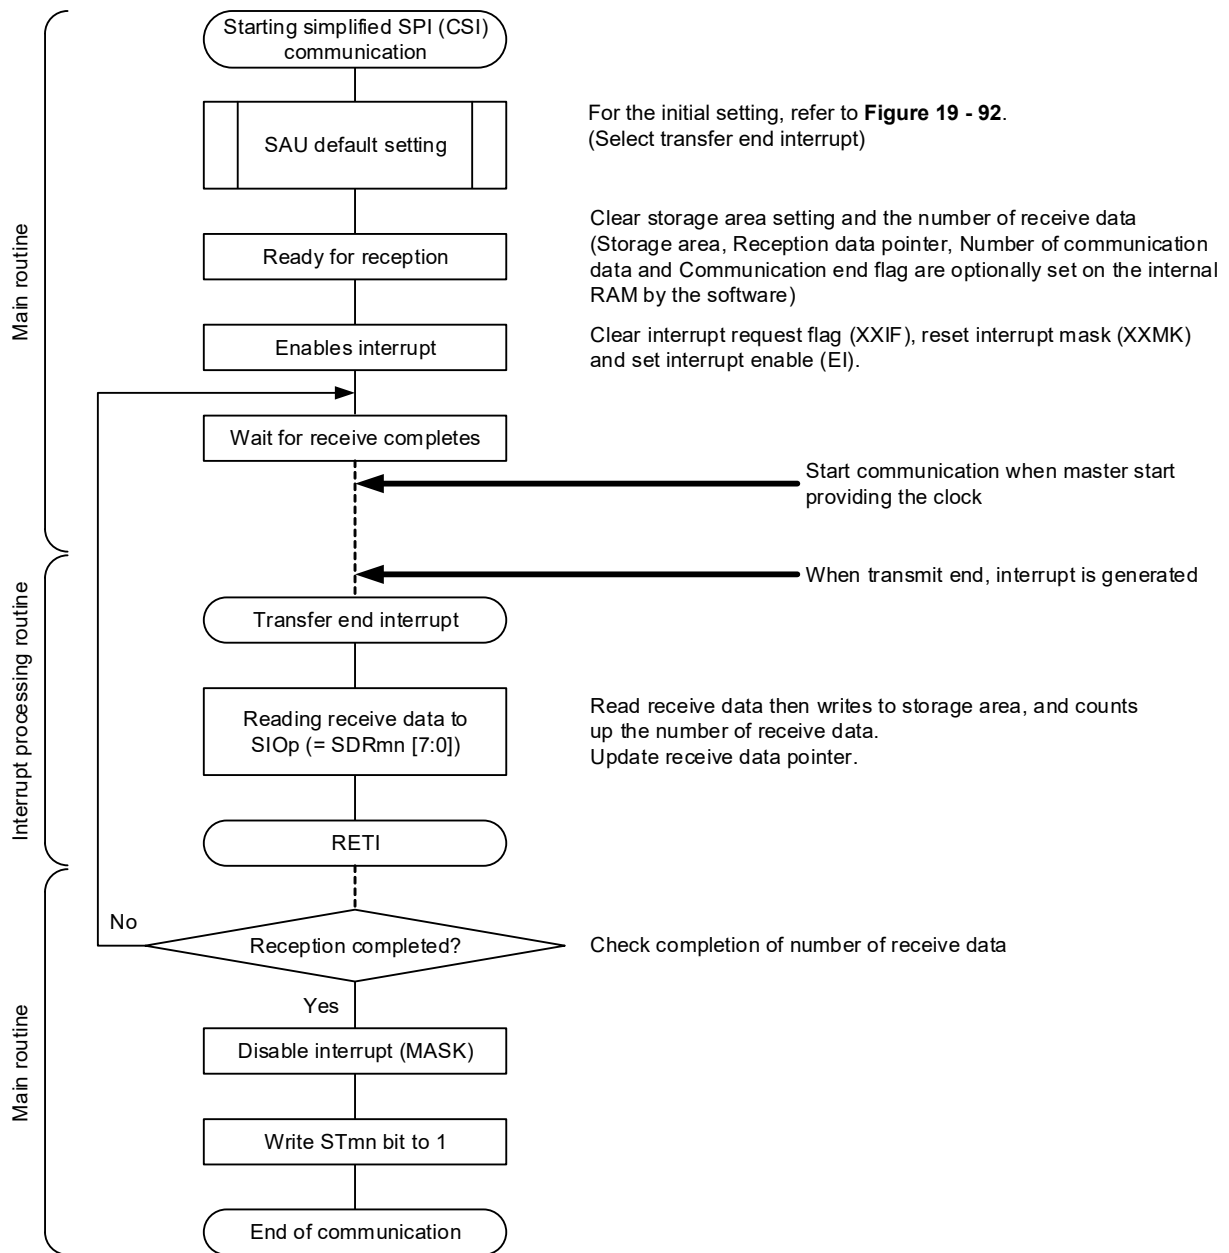 Starting simplified SPI (CSI)
communication
SAU default setting
For the initial setting, refer to Figure 19 - 92.
(Select transfer end interrupt)
Main routine
Ready for reception
Clear storage area setting and the number of receive data
(Storage area, Reception data pointer, Number of communication
data and Communication end flag are optionally set on the internal
RAM by the software)
Enables interrupt
Clear interrupt request flag (XXIF), reset interrupt mask (XXMK)
and set interrupt enable (EI).
Wait for receive completes
Start communication when master start
providing the clock
When transmit end, interrupt is generated
Interrupt processing routine
Transfer end interrupt
Reading receive data to
SIOp (= SDRmn [7:0])
Read receive data then writes to storage area, and counts
up the number of receive data.
Update receive data pointer.
RETI
Main routine
No
Reception completed?
Check completion of number of receive data
Yes
Disable interrupt (MASK)
Write STmn bit to 1
End of communication